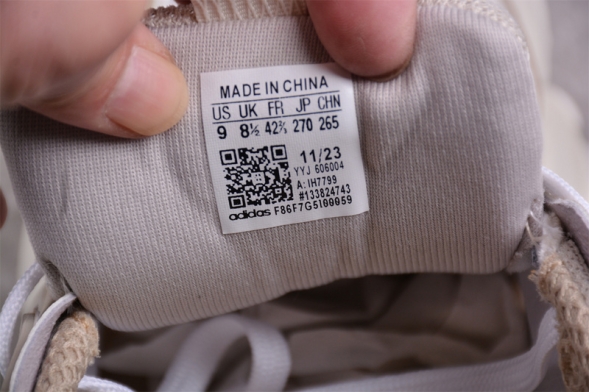 MADE IN CHINA
US UK FR JP CHN
9 8½ 42⅔ 270 265
11/23
YYJ 606004
A: IH7799
#133824743
adidas F86F7G5I00059